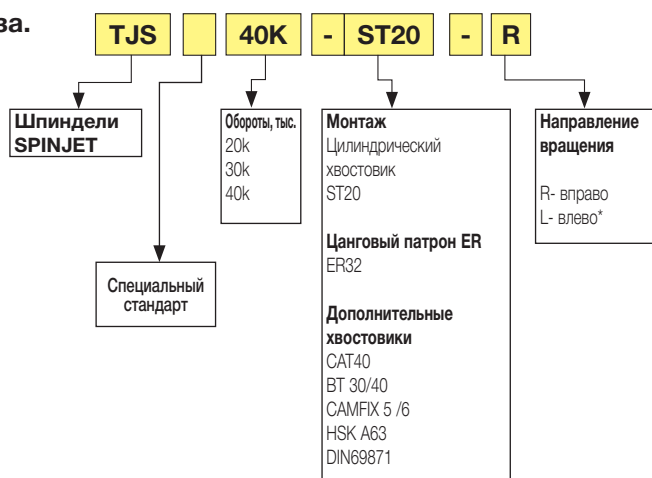 ва.
TJS 40K - ST20 - R
Шпиндели
SPINJET
Обороты, тыс.
20k
30k
40k
Монтаж
Цилиндрический
хвостовик
ST20
Цанговый патрон ER
ER32
Дополнительные
хвостовики
CAT40
BT 30/40
CAMFIX 5 /6
HSK A63
DIN69871
Направление
вращения
R- вправо
L- влево*
Специальный
стандарт